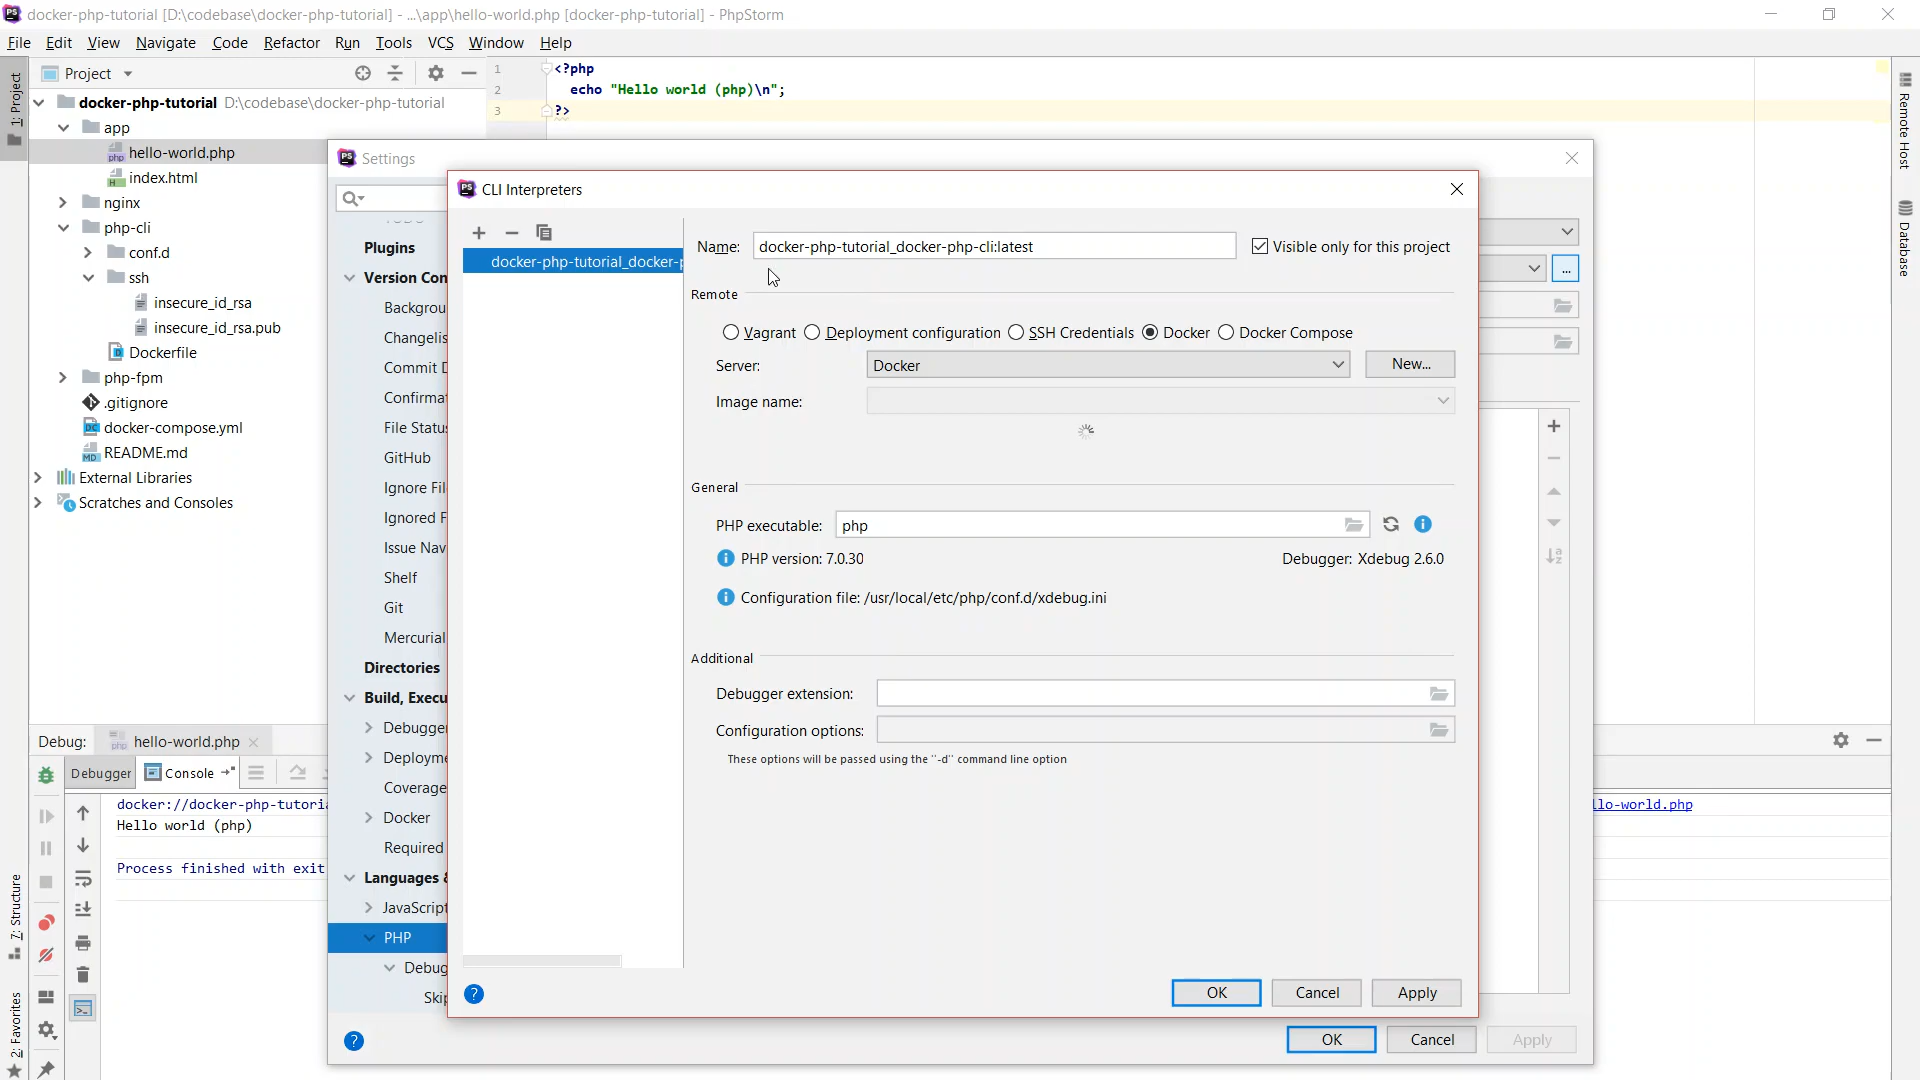 docker-php-tutorial [D:\codebase\docker-php-tutorial] - ...\app\hello-world.php [docker-php-tutorial] - PhpStorm
File Edit View Navigate Code Refactor Run Tools VCS Window Help
1: Project
Project
docker-php-tutorial D:\codebase\docker-php-tutorial
app
hello-world.php
index.html
nginx
php-cli
conf.d
ssh
insecure_id_rsa
insecure_id_rsa.pub
Dockerfile
php-fpm
.gitignore
docker-compose.yml
README.md
External Libraries
Scratches and Consoles
1 <?php
2 echo "Hello world (php)\n";
3 ?>
Remote Host
Database
Settings
Plugins
Version Con
Backgrou
Changelis
Commit D
Confirma
File Statu
GitHub
Ignore Fil
Ignored F
Issue Nav
Shelf
Git
Mercurial
Directories
Build, Execu
Debugge
Deployme
Coverage
Docker
Required
Languages &
JavaScript
PHP
Debug
Skip
CLI Interpreters
docker-php-tutorial_docker-p
Name: docker-php-tutorial_docker-php-cli:latest Visible only for this project
Remote
Vagrant Deployment configuration SSH Credentials Docker Docker Compose
Server: Docker New...
Image name:
General
PHP executable: php
PHP version: 7.0.30 Debugger: Xdebug 2.6.0
Configuration file: /usr/local/etc/php/conf.d/xdebug.ini
Additional
Debugger extension:
Configuration options:
These options will be passed using the "-d" command line option
OK Cancel Apply
OK Cancel Apply
...
Debug: hello-world.php
Debugger Console
docker://docker-php-tutoria
llo-world.php
Hello world (php)
Process finished with exit
7: Structure
2: Favorites